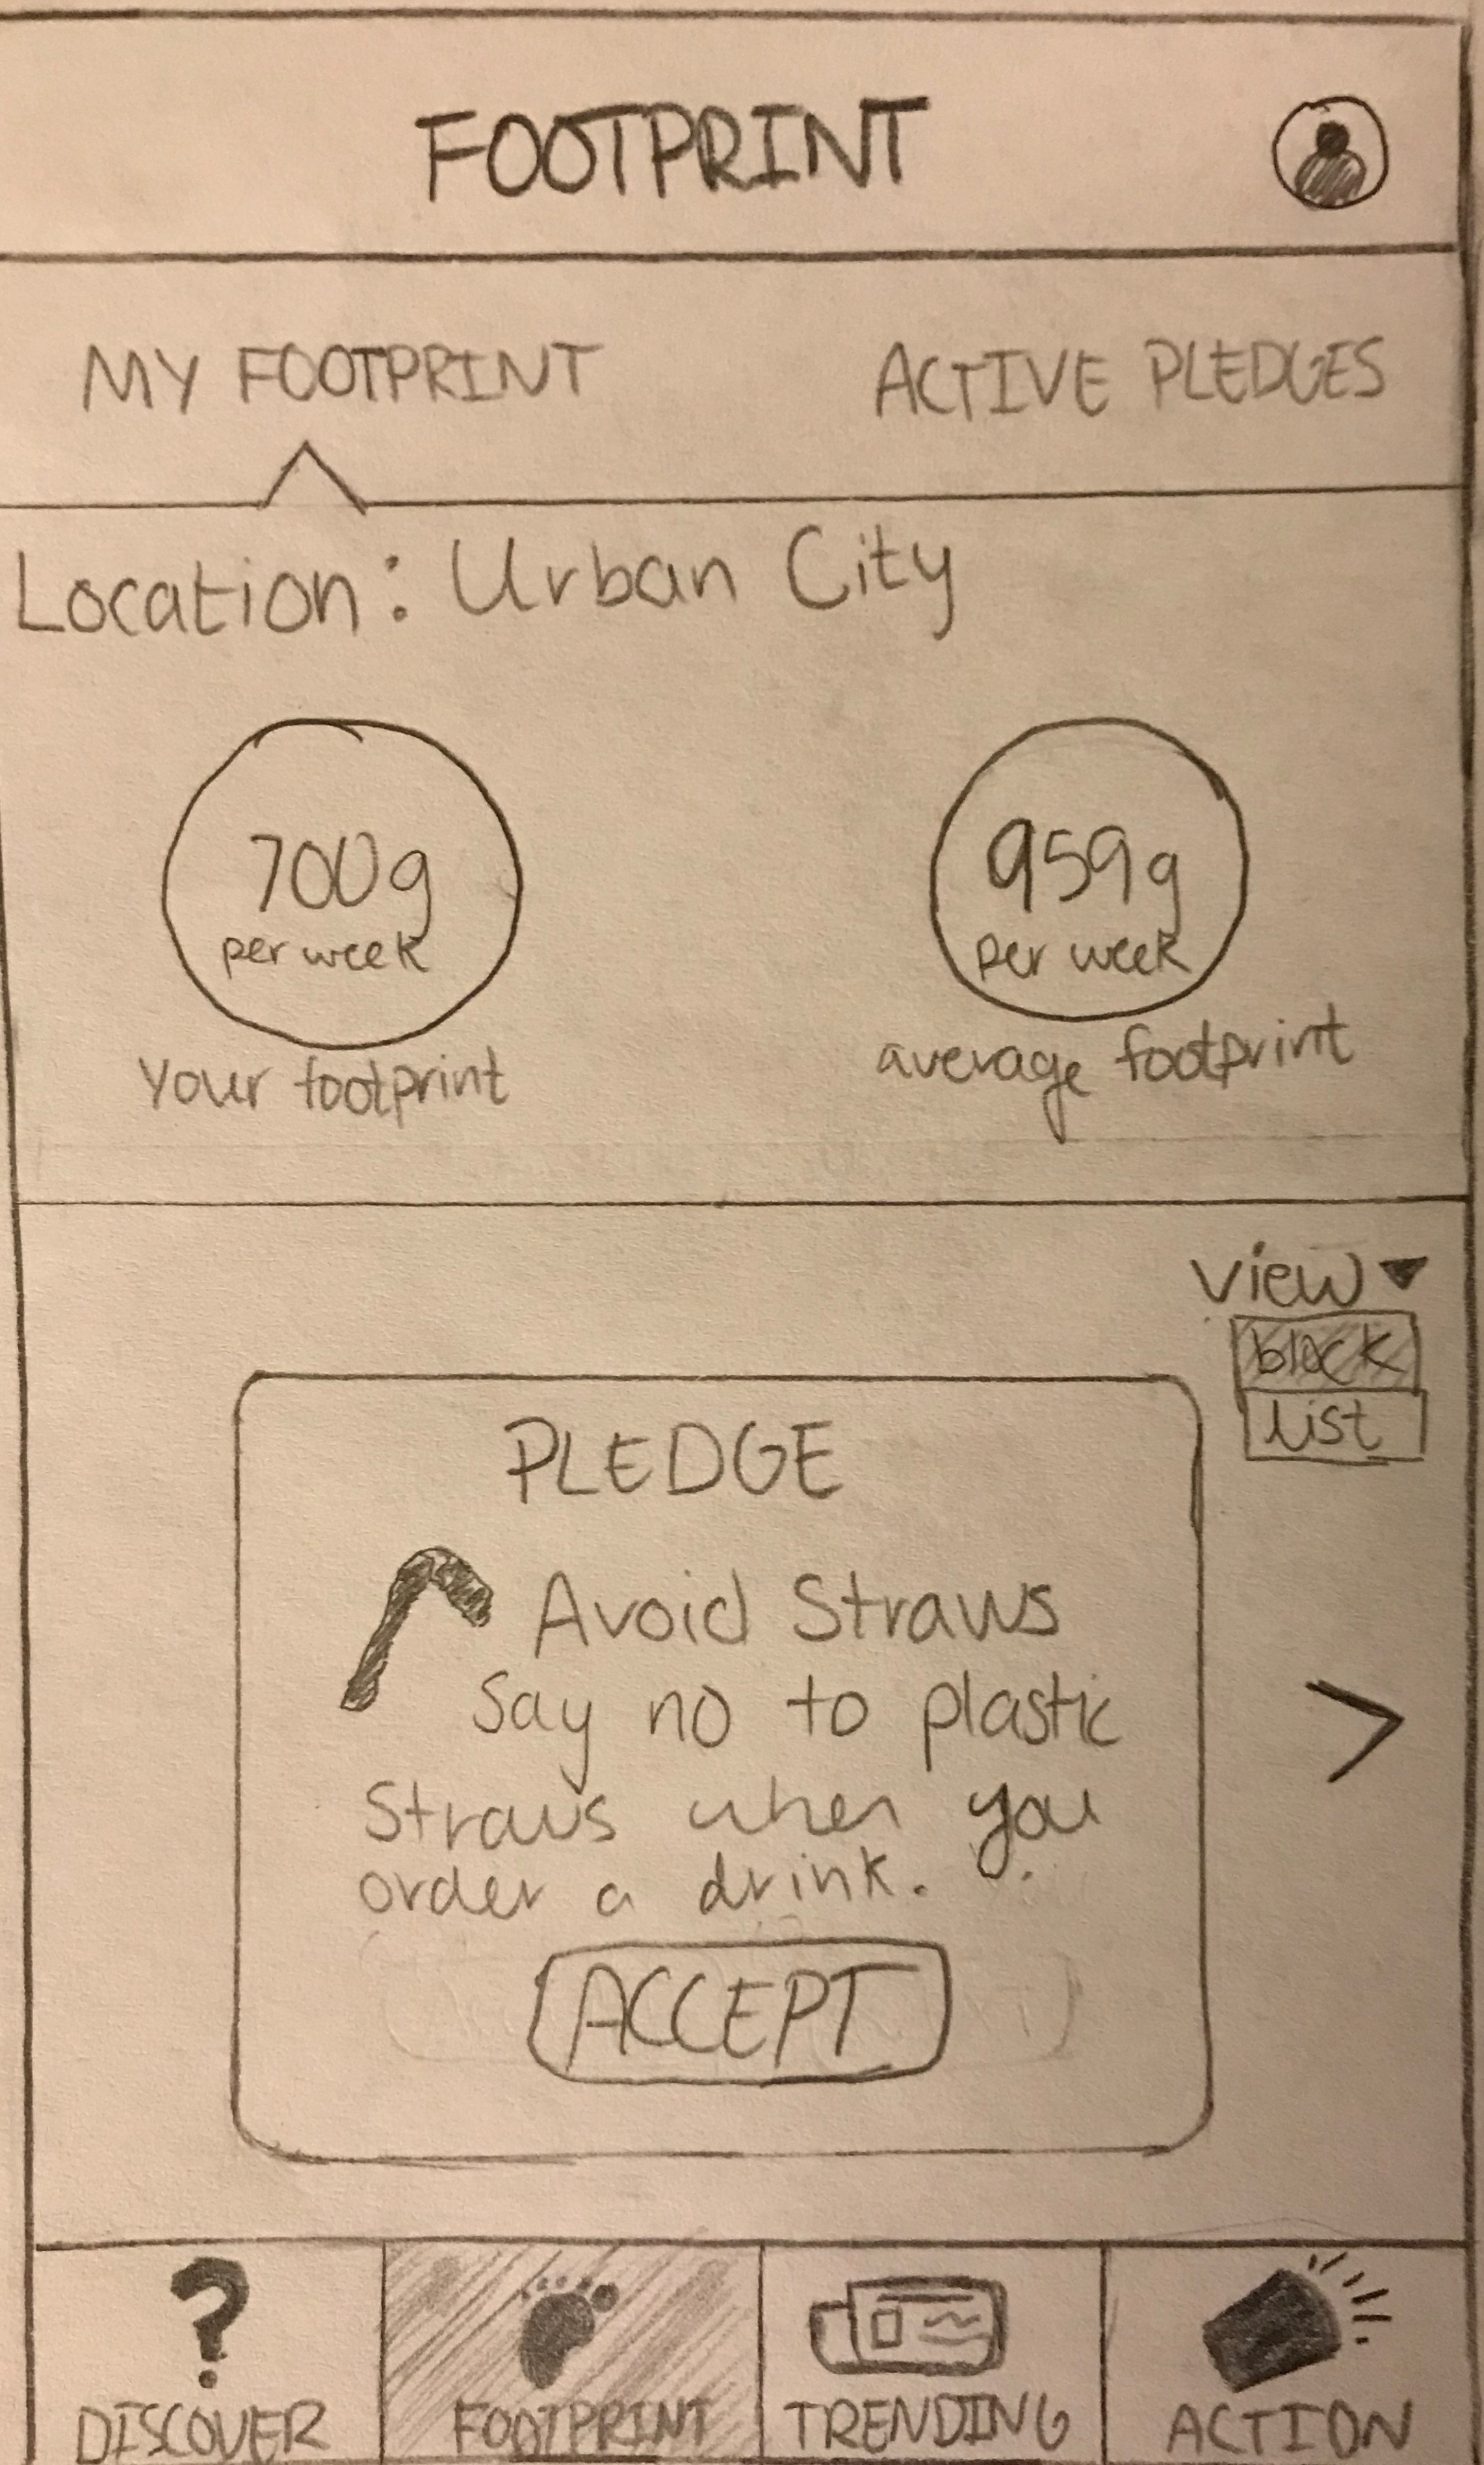 FOOTPRINT
MY FOOTPRINT ACTIVE PLEDGES
Location: Urban City
700g
per week
Your footprint
959g
per week
average footprint
view
block
list
PLEDGE
Avoid Straws
Say no to plastic
Straws when you
order a drink.
ACCEPT
DISCOVER FOOTPRINT TRENDING ACTION